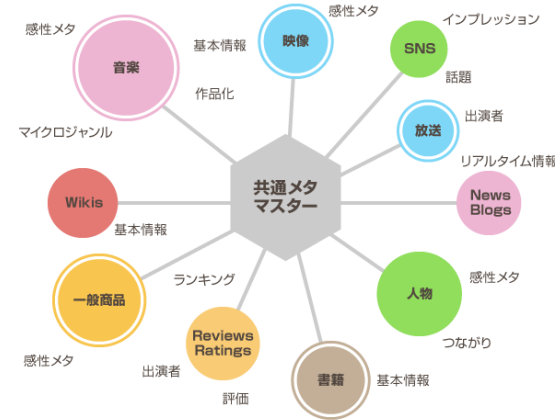 感性メタ
音楽
基本情報
作品化
マイクロジャンル
感性メタ
映像
インプレッション
SNS
話題
出演者
放送
リアルタイム情報
共通メタ
マスター
Wikis
基本情報
News
Blogs
人物
感性メタ
つながり
一般商品
感性メタ
ランキング
Reviews
Ratings
出演者
評価
書籍
基本情報